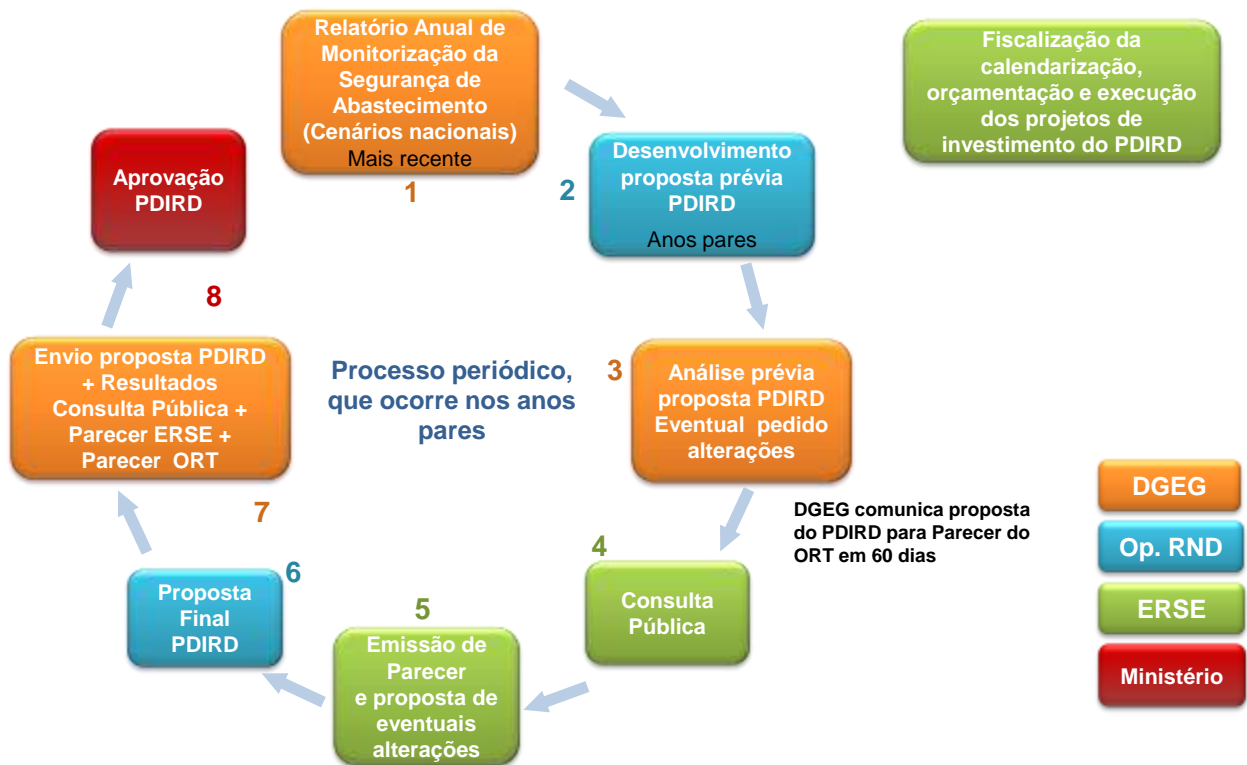 Relatório Anual de
Monitorização da
Segurança de
Abastecimento
(Cenários nacionais)
Mais recente
1
Fiscalização da
calendarização,
orçamentação e execução
dos projetos de
investimento do PDIRD
2
Desenvolvimento
proposta prévia
PDIRD
Anos pares
Aprovação
PDIRD
8
3
Análise prévia
proposta PDIRD
Eventual pedido
alterações
Processo periódico,
que ocorre nos anos
pares
Envio proposta PDIRD
+ Resultados
Consulta Pública +
Parecer ERSE +
Parecer ORT
7
DGEG comunica proposta
do PDIRD para Parecer do
ORT em 60 dias
4
Consulta
Pública
5
Emissão de
Parecer
e proposta de
eventuais
alterações
6
Proposta
Final
PDIRD
DGEG
Op. RND
ERSE
Ministério